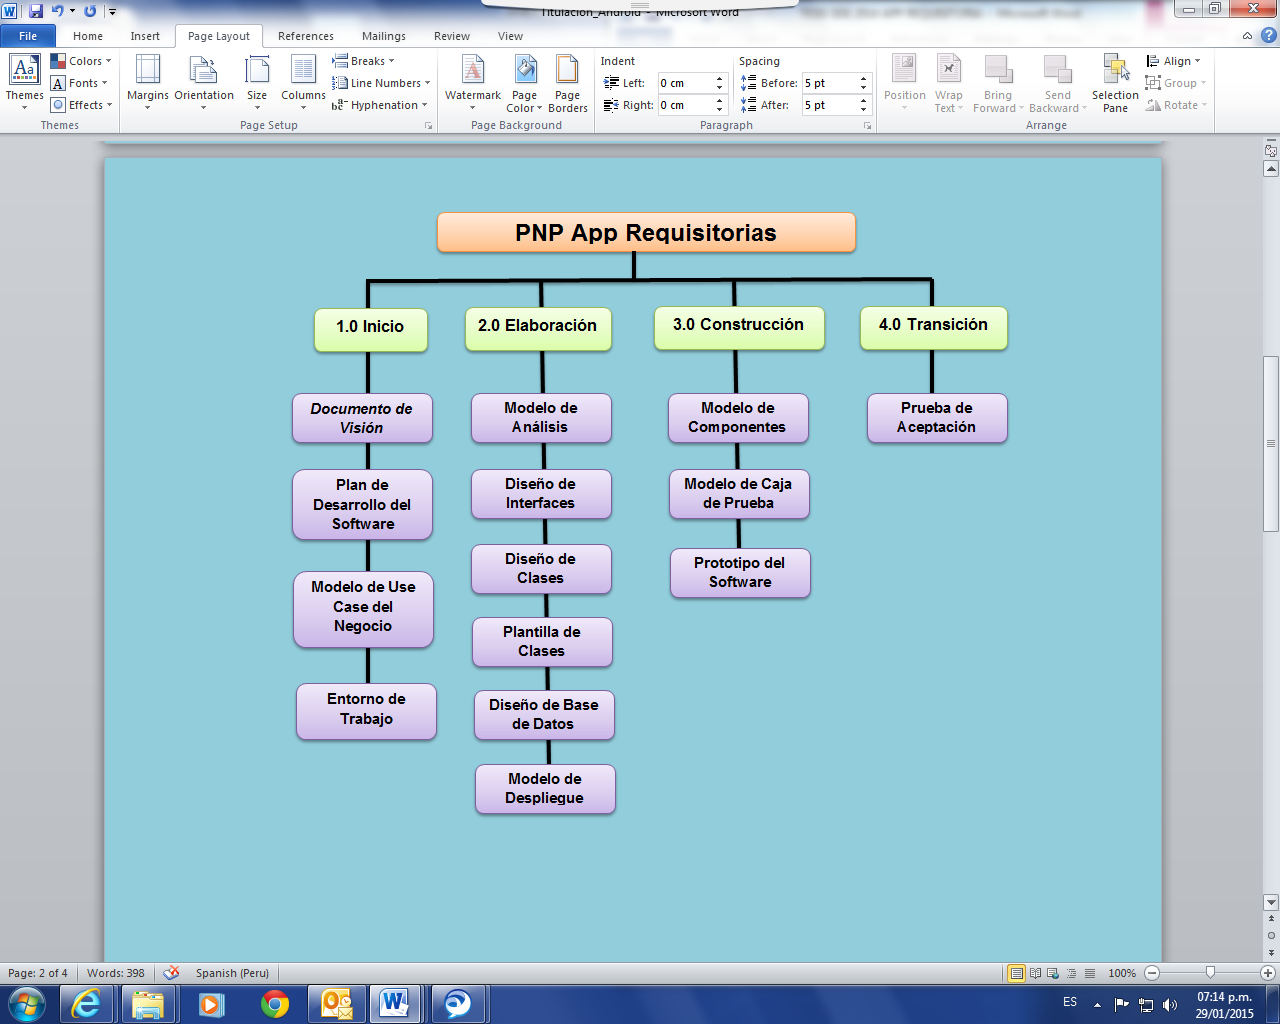 Titulacion_Android - Microsoft Word
File
Home
Insert
Page Layout
References
Mailings
Review
View
Themes
Colors
Fonts
Effects
Themes
Margins
Orientation
Size
Columns
Breaks
Line Numbers
Hyphenation
Page Setup
Watermark
Page Color
Page Borders
Page Background
Indent
Left: 0 cm
Right: 0 cm
Spacing
Before: 5 pt
After: 5 pt
Paragraph
Position
Wrap Text
Bring Forward
Send Backward
Selection Pane
Align
Group
Rotate
Arrange
PNP App Requisitorias
1.0 Inicio
Documento de
Visión
Plan de
Desarrollo del
Software
Modelo de Use
Case del
Negocio
Entorno de
Trabajo
2.0 Elaboración
Modelo de
Análisis
Diseño de
Interfaces
Diseño de
Clases
Plantilla de
Clases
Diseño de Base
de Datos
Modelo de
Despliegue
3.0 Construcción
Modelo de
Componentes
Modelo de Caja
de Prueba
Prototipo del
Software
4.0 Transición
Prueba de
Aceptación
Page: 2 of 4
Words: 398
Spanish (Peru)
100%
ES
07:14 p.m.
29/01/2015